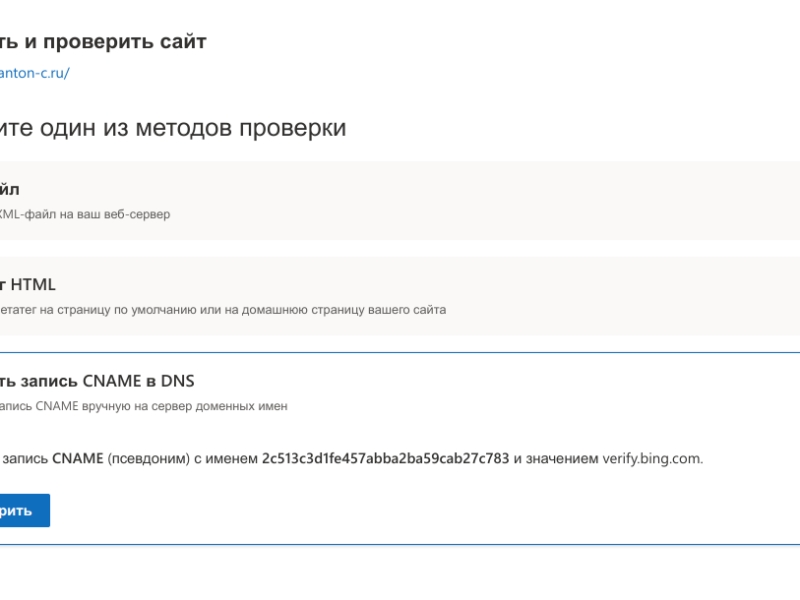 ть и проверить сайт
anton-c.ru/
ите один из методов проверки
йл
XML-файл на ваш веб-сервер
г HTML
етатег на страницу по умолчанию или на домашнюю страницу вашего сайта
ть запись CNAME в DNS
апись CNAME вручную на сервер доменных имен
запись CNAME (псевдоним) с именем 2c513c3d1fe457abba2ba59cab27c783 и значением verify.bing.com.
рить